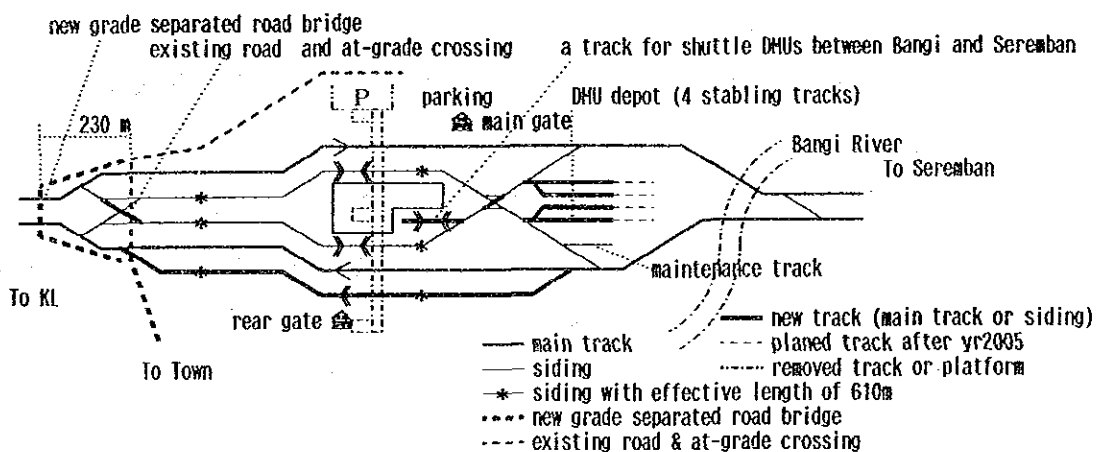 new grade separated road bridge
existing road and at-grade crossing
a track for shuttle DMUs between Bangi and Seremban
P
parking
DHU depot (4 stabling tracks)
230 m
main gate
Bangi River
To Seremban
maintenance track
To KL
rear gate
To Town
main track
siding
siding with effective length of 610m
new grade separated road bridge
existing road & at-grade crossing
new track (main track or siding)
planed track after yr2005
removed track or platform